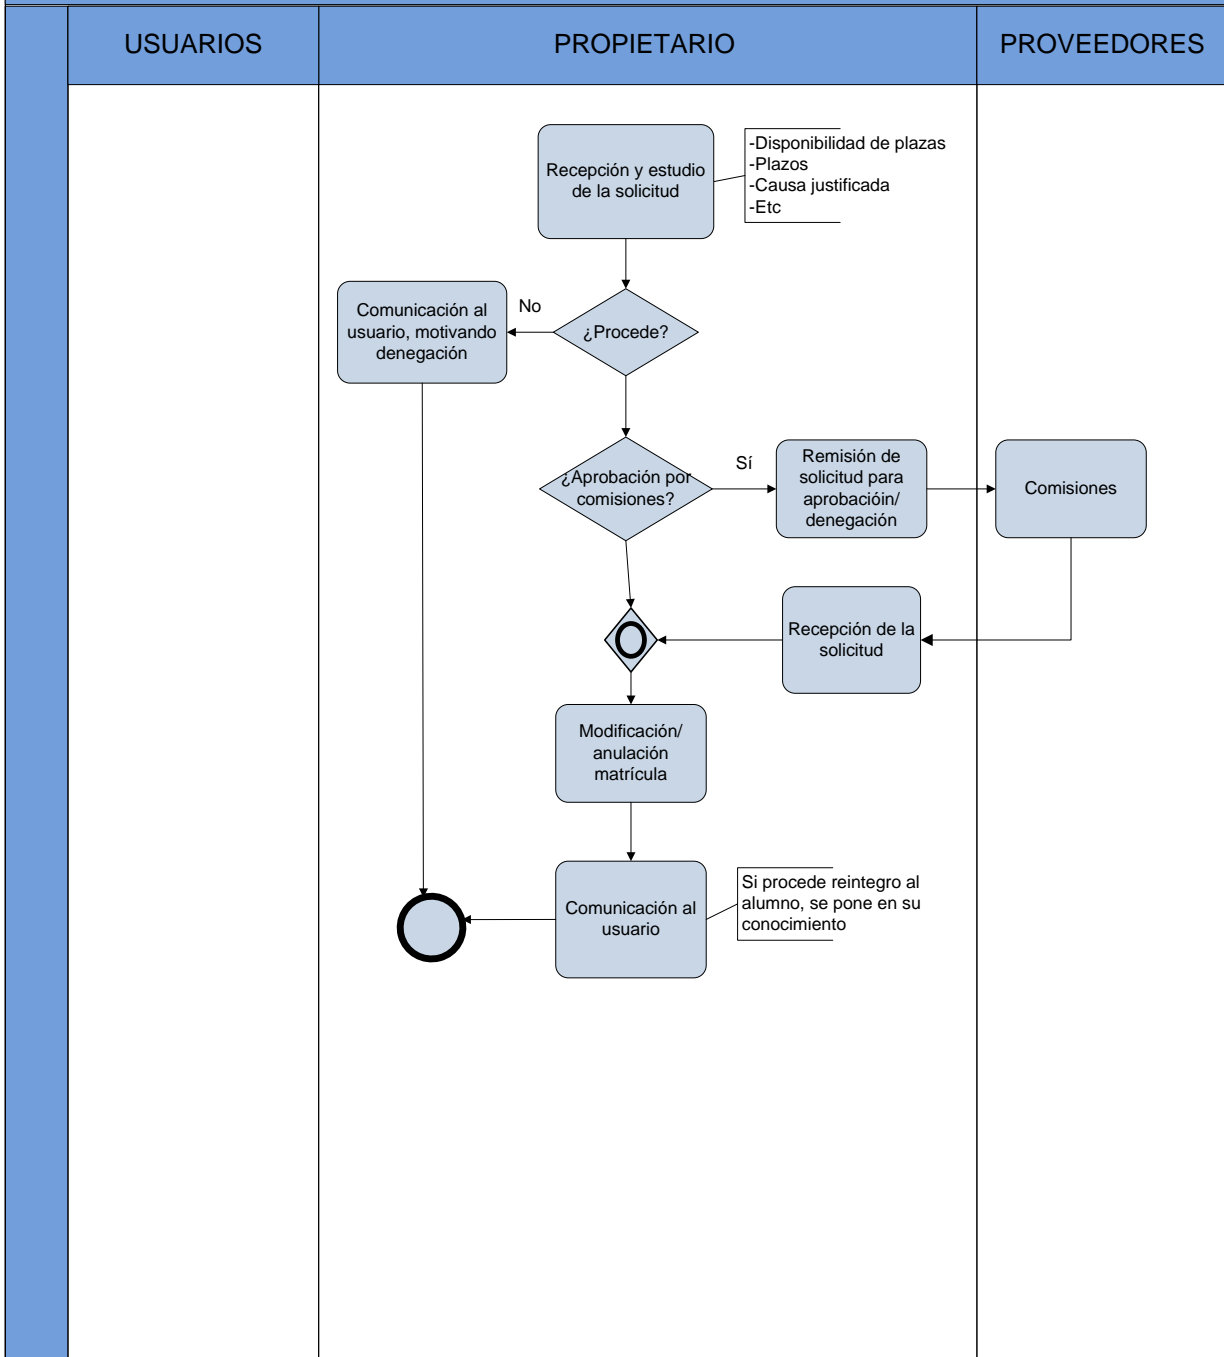 USUARIOS
PROPIETARIO
PROVEEDORES
Recepción y estudio
de la solicitud
-Disponibilidad de plazas
-Plazos
-Causa justificada
-Etc
Comunicación al
usuario, motivando
denegación
No
¿Procede?
¿Aprobación por
comisiones?
Sí
Remisión de
solicitud para
aprobacióin/
denegación
Comisiones
Recepción de la
solicitud
Modificación/
anulación
matrícula
Comunicación al
usuario
Si procede reintegro al
alumno, se pone en su
conocimiento